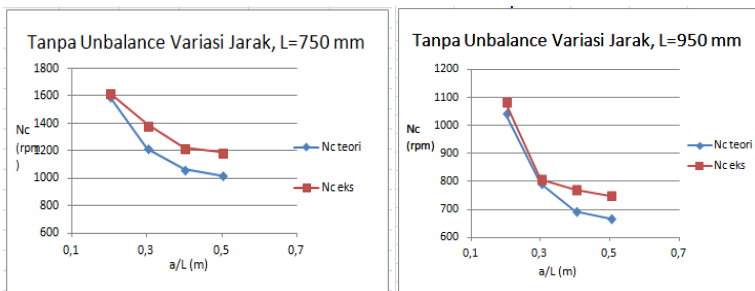 Tanpa Unbalance Variasi Jarak, L=750 mm
1800
1600
1400
1200
1000
800
600
Nc
(rpm
)
0,1
0,3
0,5
0,7
a/L (m)
Nc teori
Nc eks
Tanpa Unbalance Variasi Jarak, L=950 mm
1200
1100
1000
900
800
700
600
Nc
(rpm)
0,1
0,3
0,5
0,7
a/L (m)
Nc teori
Nc eks